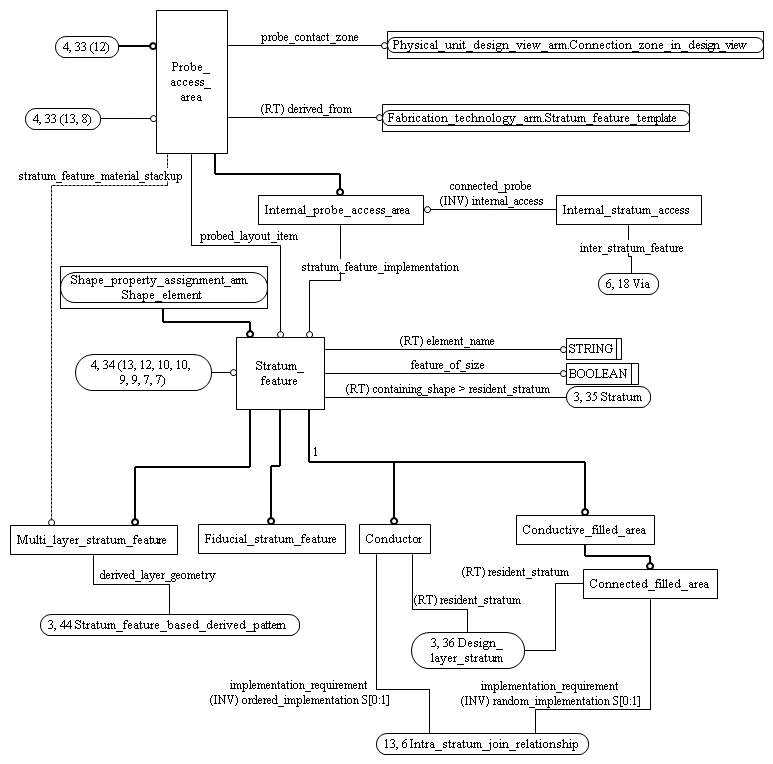 4, 33 (12)
Probe_
access_
area
probe_contact_zone
Physical_unit_design_view_arm.Connection_zone_in_design_view
4, 33 (13, 8)
(RT) derived_from
Fabrication_technology_arm.Stratum_feature_template
stratum_feature_material_stackup
Internal_probe_access_area
connected_probe
(INV) internal_access
Internal_stratum_access
probed_layout_item
inter_stratum_feature
stratum_feature_implementation
6, 18 Via
Shape_property_assignment_arm.
Shape_element
4, 34 (13, 12, 10, 10,
9, 9, 7, 7)
Stratum_
feature
(RT) element_name
STRING
feature_of_size
BOOLEAN
(RT) containing_shape > resident_stratum
3, 35 Stratum
1
Multi_layer_stratum_feature
Fiducial_stratum_feature
Conductor
Conductive_filled_area
derived_layer_geometry
(RT) resident_stratum
Connected_filled_area
(RT) resident_stratum
3, 44 Stratum_feature_based_derived_pattern
3, 36 Design_
layer_stratum
implementation_requirement
(INV) ordered_implementation S[0:1]
implementation_requirement
(INV) random_implementation S[0:1]
13, 6 Intra_stratum_join_relationship